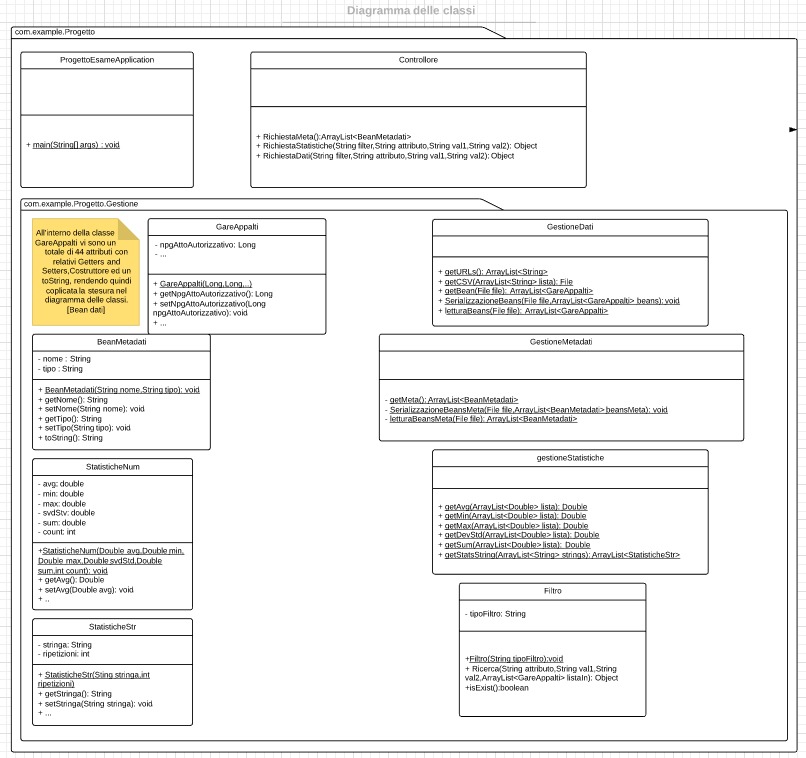 Diagramma delle classi
com.example.Progetto
ProgettoEsameApplication
+ main(String[] args) : void
Controllore
+ RichiestaMeta():ArrayList<BeanMetadati>
+ RichiestaStatistiche(String filter,String attributo,String val1,String val2): Object
+ RichiestaDati(String filter,String attributo,String val1,String val2): Object
com.example.Progetto.Gestione
All'interno della classe
GareAppalti vi sono un
totale di 44 attributi con
relativi Getters and
Setters,Costruttore ed un
toString, rendendo quindi
coplicata la stesura nel
diagramma delle classi.
[Bean dati]
GareAppalti
- npgAttoAutorizzativo: Long
- ...
+ GareAppalti(Long,Long,..)
+ getNpgAttoAutorizzativo(): Long
+ setNpgAttoAutorizzativo(Long
npgAttoAutorizzativo): void
+ ...
GestioneDati
+ getURLs(): ArrayList<String>
+ getCSV(ArrayList<String> lista): File
+ getBean(File file): ArrayList<GareAppalti>
+ SerializzazioneBeans(File file,ArrayList<GareAppalti> beans): void
+ letturaBeans(File file): ArrayList<GareAppalti>
BeanMetadati
- nome : String
- tipo : String
+ BeanMetadati(String nome,String tipo): void
+ getNome(): String
+ setNome(String nome): void
+ getTipo(): String
+ setTipo(String tipo): void
+ toString(): String
GestioneMetadati
- getMeta(): ArrayList<BeanMetadati>
- SerializzazioneBeansMeta(File file,ArrayList<BeanMetadati> beansMeta): void
- letturaBeansMeta(File file): ArrayList<BeanMetadati>
StatisticheNum
- avg: double
- min: double
- max: double
- svdStv: double
- sum: double
- count: int
+StatisticheNum(Double avg,Double min,
Double max,Double svdStd,Double
sum,int count): void
+ getAvg(): Double
+ setAvg(Double avg): void
+ ..
gestioneStatistiche
+ getAvg(ArrayList<Double> lista): Double
+ getMin(ArrayList<Double> lista): Double
+ getMax(ArrayList<Double> lista): Double
+ getDevStd(ArrayList<Double> lista): Double
+ getSum(ArrayList<Double> lista): Double
+ getStatsString(ArrayList<String> strings): ArrayList<StatisticheStr>
StatisticheStr
- stringa: String
- ripetizioni: int
+ StatisticheStr(Sting stringa,int
ripetizioni)
+ getStringa(): String
+ setStringa(String stringa): void
+ ...
Filtro
- tipoFiltro: String
+Filtro(String tipoFiltro):void
+ Ricerca(String attributo,String val1,String
val2,ArrayList<GareAppalti> listaIn): Object
+isExist():boolean